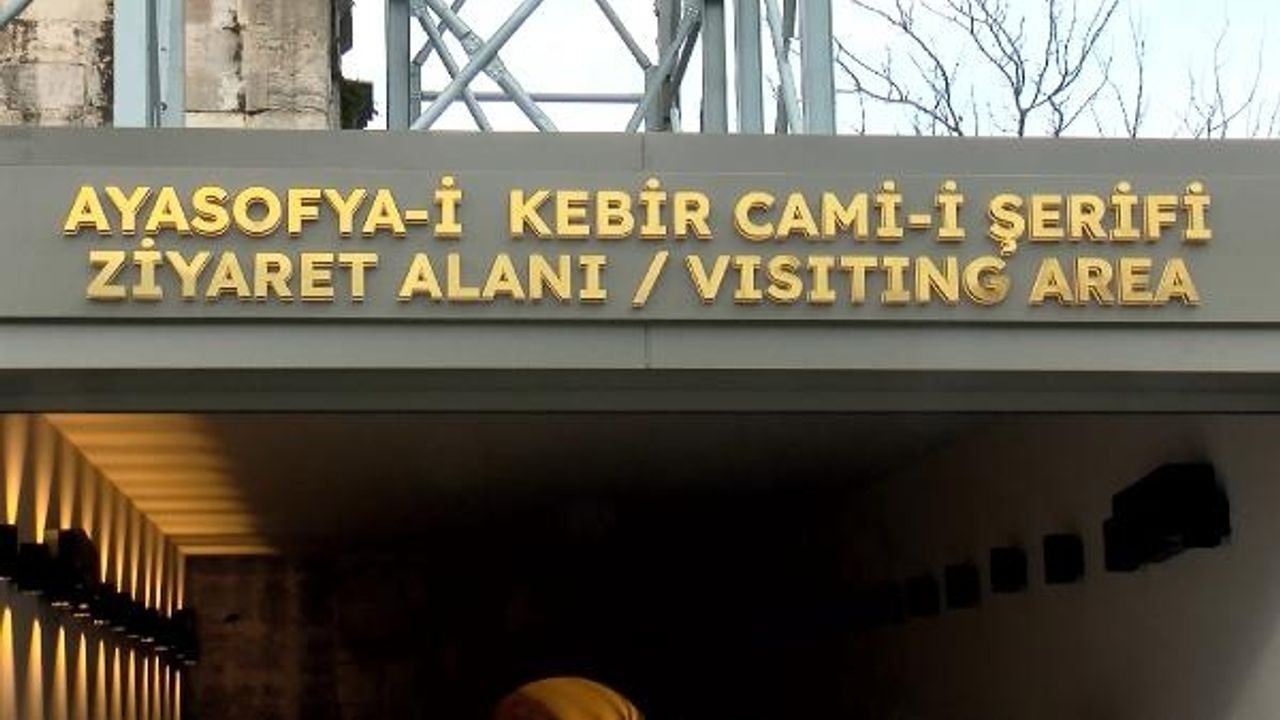 AYASOFYA-İ KEBİR CAMİ-İ ŞERİFİ
ZİYARET ALANI / VISITING AREA